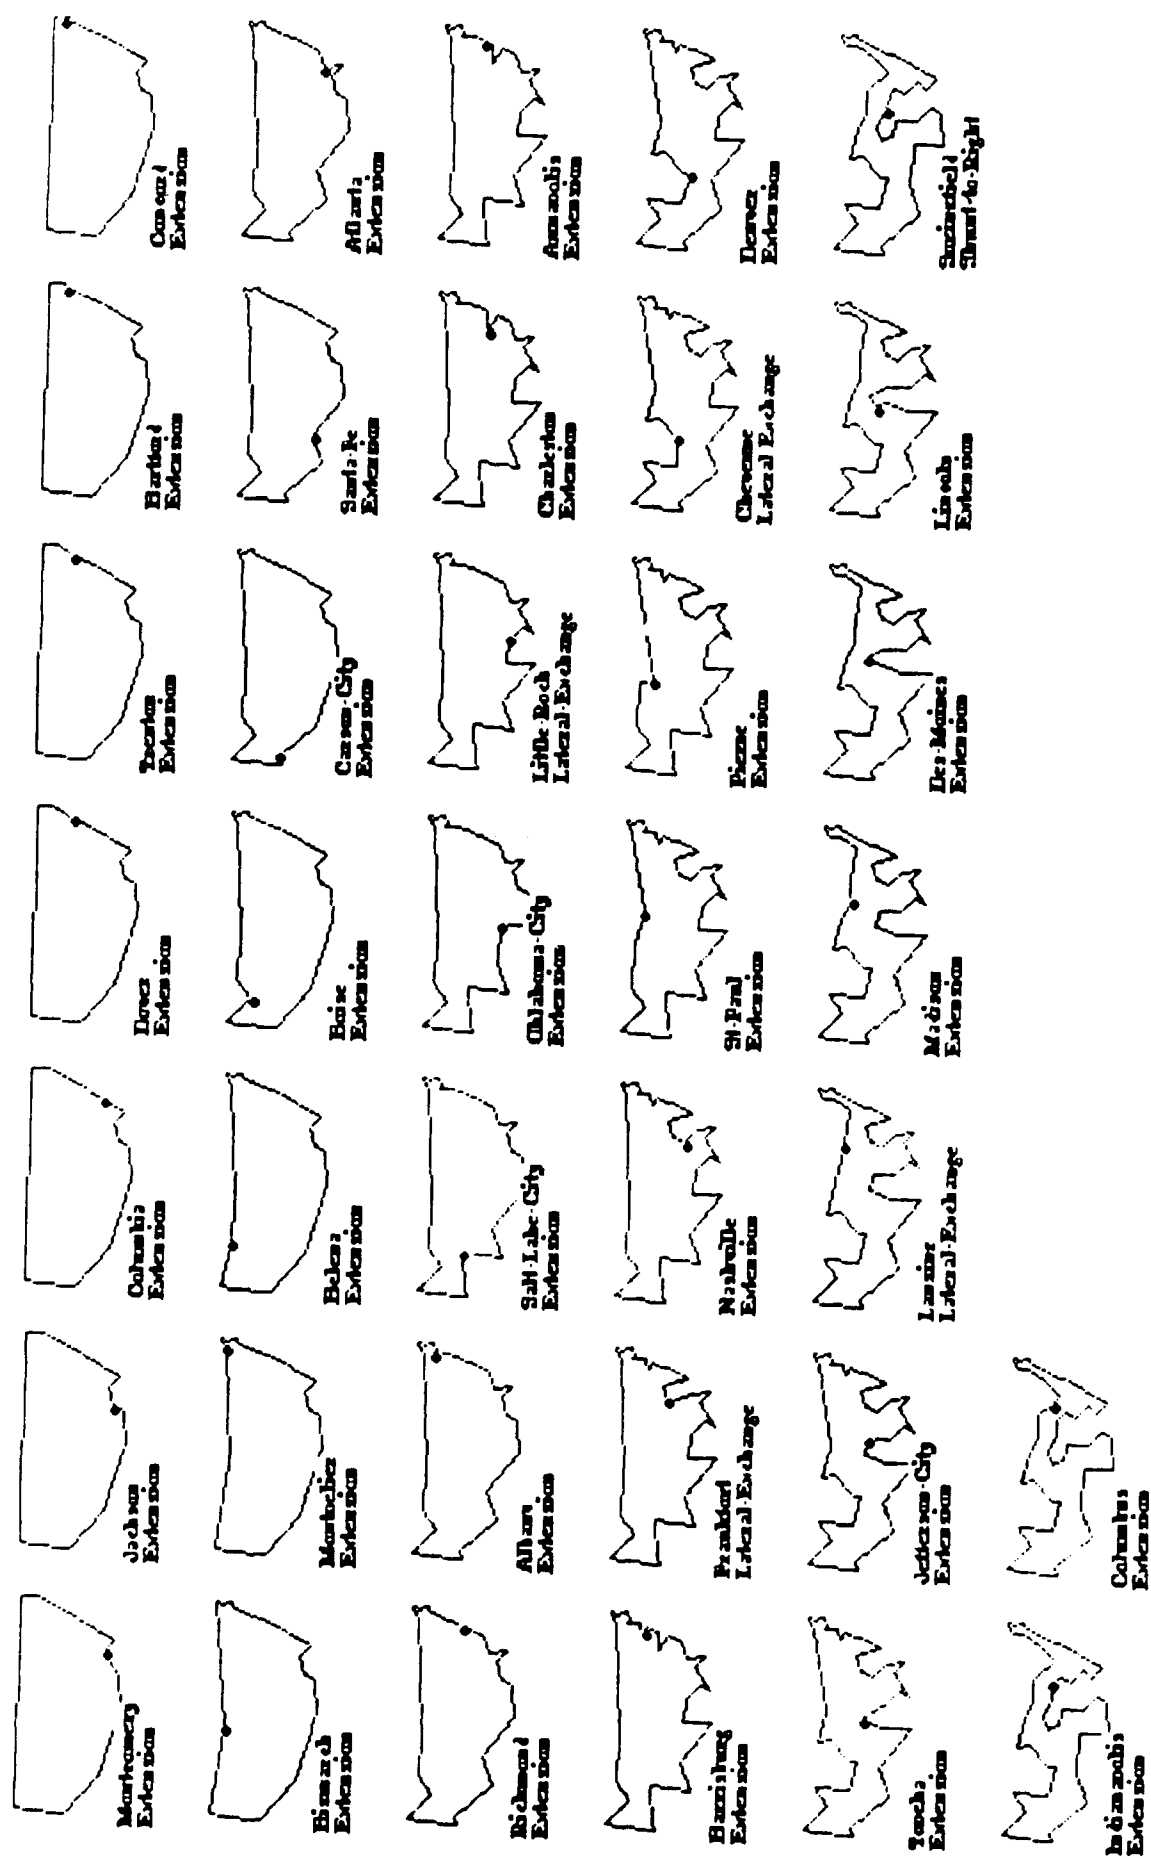 Montgomery
Extension
Jackson
Extension
Columbia
Extension
Dover
Extension
Trenton
Extension
Hartford
Extension
Concord
Extension
Bismarck
Extension
Montpelier
Extension
Helena
Extension
Boise
Extension
Carson-City
Extension
Santa-Fe
Extension
Atlanta
Extension
Richmond
Extension
Albany
Extension
Salt-Lake-City
Extension
Oklahoma-City
Extension
Little-Rock
Lateral-Exchange
Charleston
Extension
Annapolis
Extension
Harrisburg
Extension
Frankfort
Lateral-Exchange
Nashville
Extension
St-Paul
Extension
Pierre
Extension
Cheyenne
Lateral Exchange
Denver
Extension
Topeka
Extension
Jefferson-City
Extension
Lansing
Lateral-Exchange
Madison
Extension
Des-Moines
Extension
Lincoln
Extension
Springfield
Indianapolis
Extension
Columbus
Extension